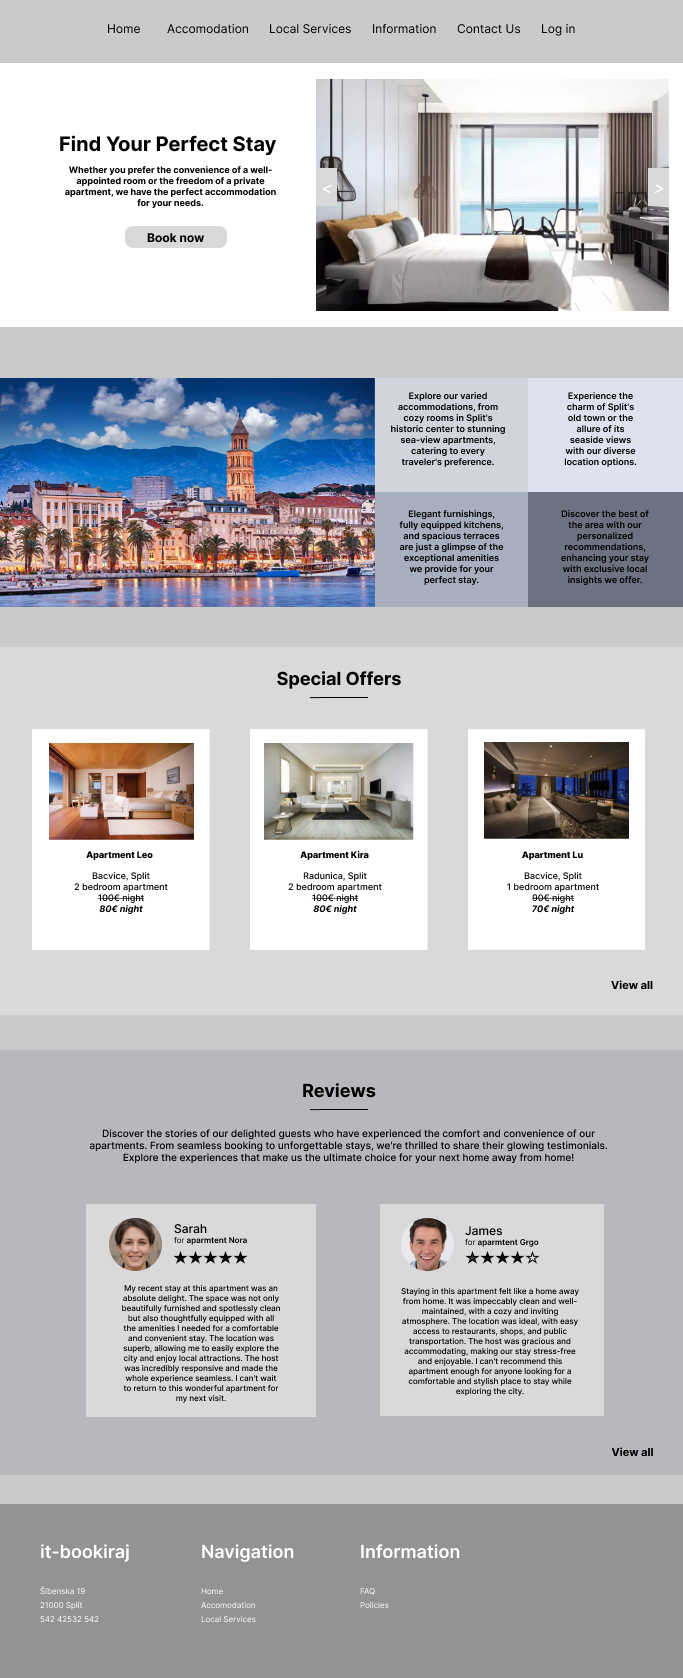 Home Accomodation Local Services Information Contact Us Log in
Find Your Perfect Stay
Whether you prefer the convenience of a well-
appointed room or the freedom of a private
apartment, we have the perfect accommodation
for your needs.
Book now
<
>
Explore our varied
accommodations, from
cozy rooms in Split's
historic center to stunning
sea-view apartments,
catering to every
traveler's preference.
Experience the
charm of Split's
old town or the
allure of its
seaside views
with our diverse
location options.
Elegant furnishings,
fully equipped kitchens,
and spacious terraces
are just a glimpse of the
exceptional amenities
we provide for your
perfect stay.
Discover the best of
the area with our
personalized
recommendations,
enhancing your stay
with exclusive local
insights we offer.
Special Offers
Apartment Leo
Bacvice, Split
2 bedroom apartment
100€ night
80€ night
Apartment Kira
Radunica, Split
2 bedroom apartment
100€ night
80€ night
Apartment Lu
Bacvice, Split
1 bedroom apartment
90€ night
70€ night
View all
Reviews
Discover the stories of our delighted guests who have experienced the comfort and convenience of our
apartments. From seamless booking to unforgettable stays, we're thrilled to share their glowing testimonials.
Explore the experiences that make us the ultimate choice for your next home away from home!
Sarah
for aparmtent Nora
★★★★★
My recent stay at this apartment was an
absolute delight. The space was not only
beautifully furnished and spotlessly clean
but also thoughtfully equipped with all
the amenities I needed for a comfortable
and convenient stay. The location was
superb, allowing me to easily explore the
city and enjoy local attractions. The host
was incredibly responsive and made the
whole experience seamless. I can't wait
to return to this wonderful apartment for
my next visit.
James
for aparmtent Grgo
★★★★☆
Staying in this apartment felt like a home away
from home. It was impeccably clean and well-
maintained, with a cozy and inviting
atmosphere. The location was ideal, with easy
access to restaurants, shops, and public
transportation. The host was gracious and
accommodating, making our stay stress-free
and enjoyable. I can't recommend this
apartment enough for anyone looking for a
comfortable and stylish place to stay while
exploring the city.
View all
it-bookiraj
Šibenska 19
21000 Split
542 42532 542
Navigation
Home
Accomodation
Local Services
Information
FAQ
Policies